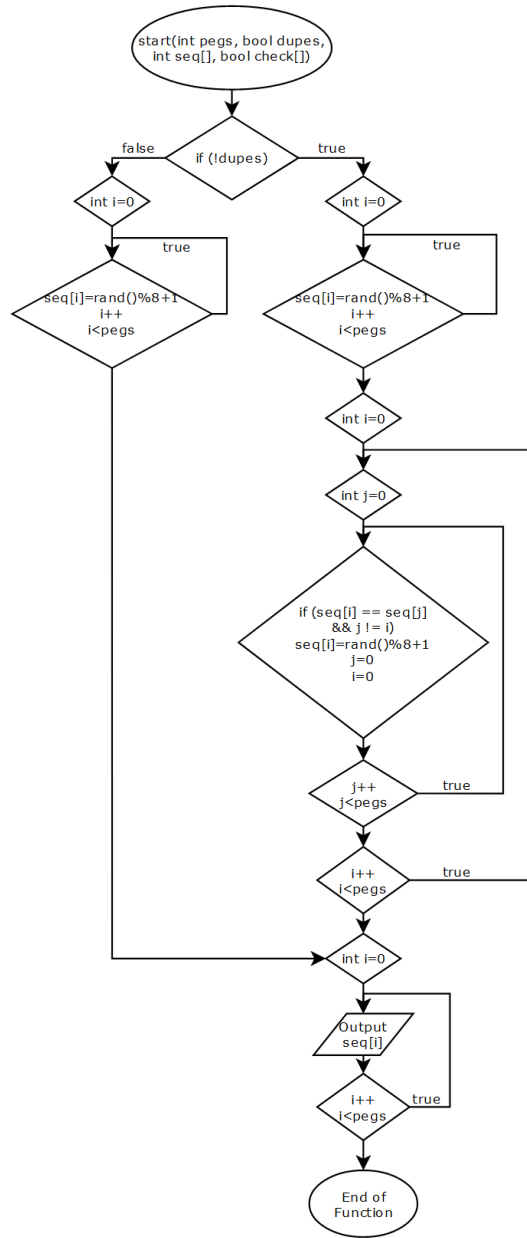 start(int pegs, bool dupes,
int seq[], bool check[])
false
if (!dupes)
true
int i=0
int i=0
true
true
seq[i]=rand()%8+1
i++
i<pegs
seq[i]=rand()%8+1
i++
i<pegs
int i=0
int j=0
if (seq[i] == seq[j]
&& j != i)
seq[i]=rand()%8+1
j=0
i=0
j++
j<pegs
true
i++
i<pegs
true
int i=0
Output
seq[i]
i++
i<pegs
true
End of
Function